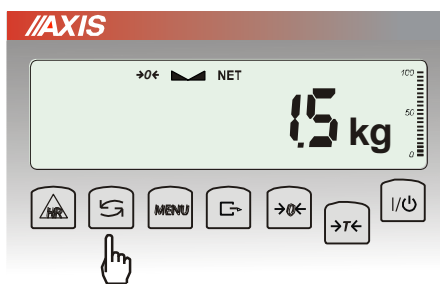 //AXIS
→0← NET
100
1.5 kg
50
0
HR MENU →0← →T← I/⏻